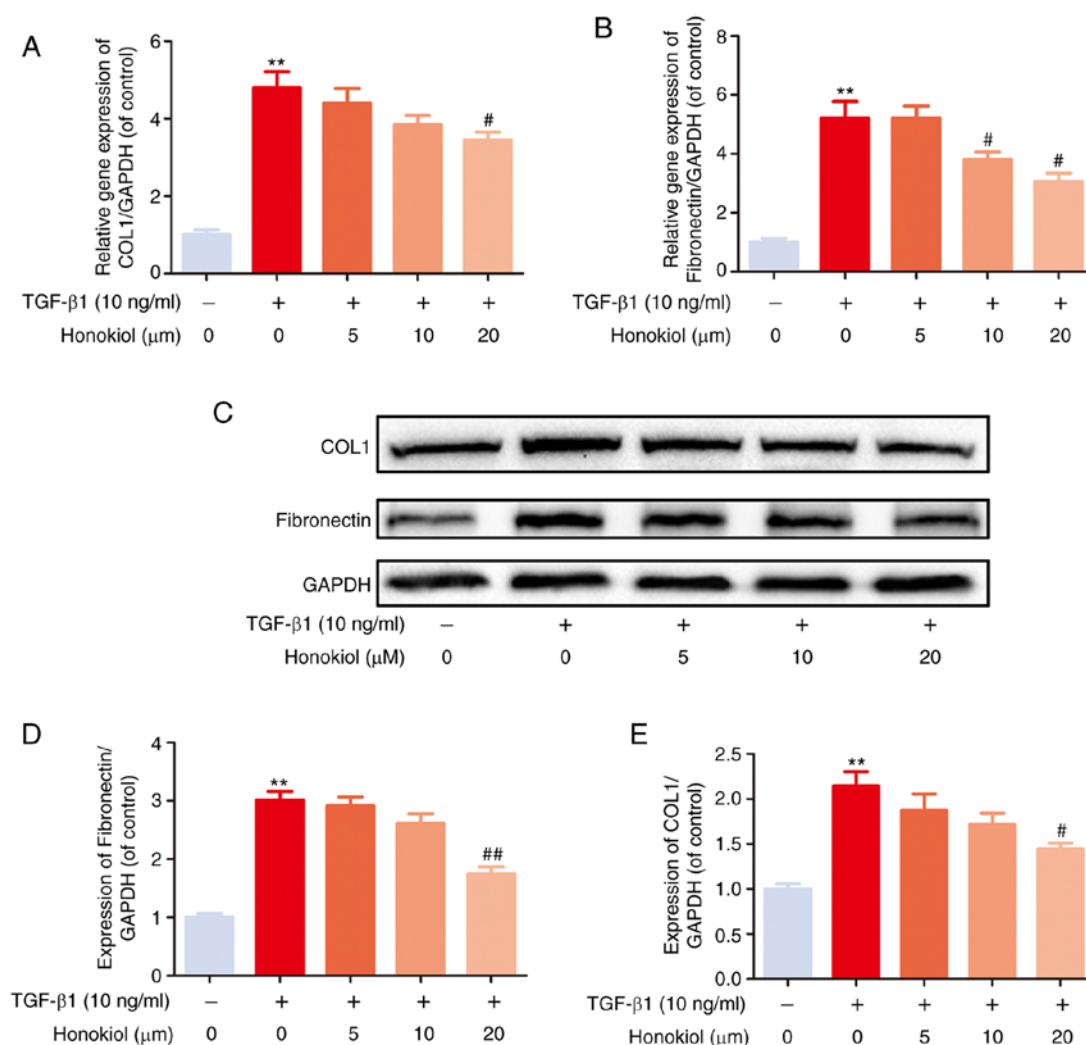 A
Relative gene expression of
COL1/GAPDH (of control)
6
4
2
0
**
#
TGF-β1 (10 ng/ml) – + + + +
Honokiol (μm) 0 0 5 10 20
B
Relative gene expression of
Fibronectin/GAPDH (of control)
8
6
4
2
0
**
#
#
TGF-β1 (10 ng/ml) – + + + +
Honokiol (μm) 0 0 5 10 20
C
COL1
Fibronectin
GAPDH
TGF-β1 (10 ng/ml) – + + + +
Honokiol (μM) 0 0 5 10 20
D
Expression of Fibronectin/
GAPDH (of control)
4
3
2
1
0
**
##
TGF-β1 (10 ng/ml) – + + + +
Honokiol (μm) 0 0 5 10 20
E
Expression of COL1/
GAPDH (of control)
2.5
2.0
1.5
1.0
0.5
0.0
**
#
TGF-β1 (10 ng/ml) – + + + +
Honokiol (μm) 0 0 5 10 20